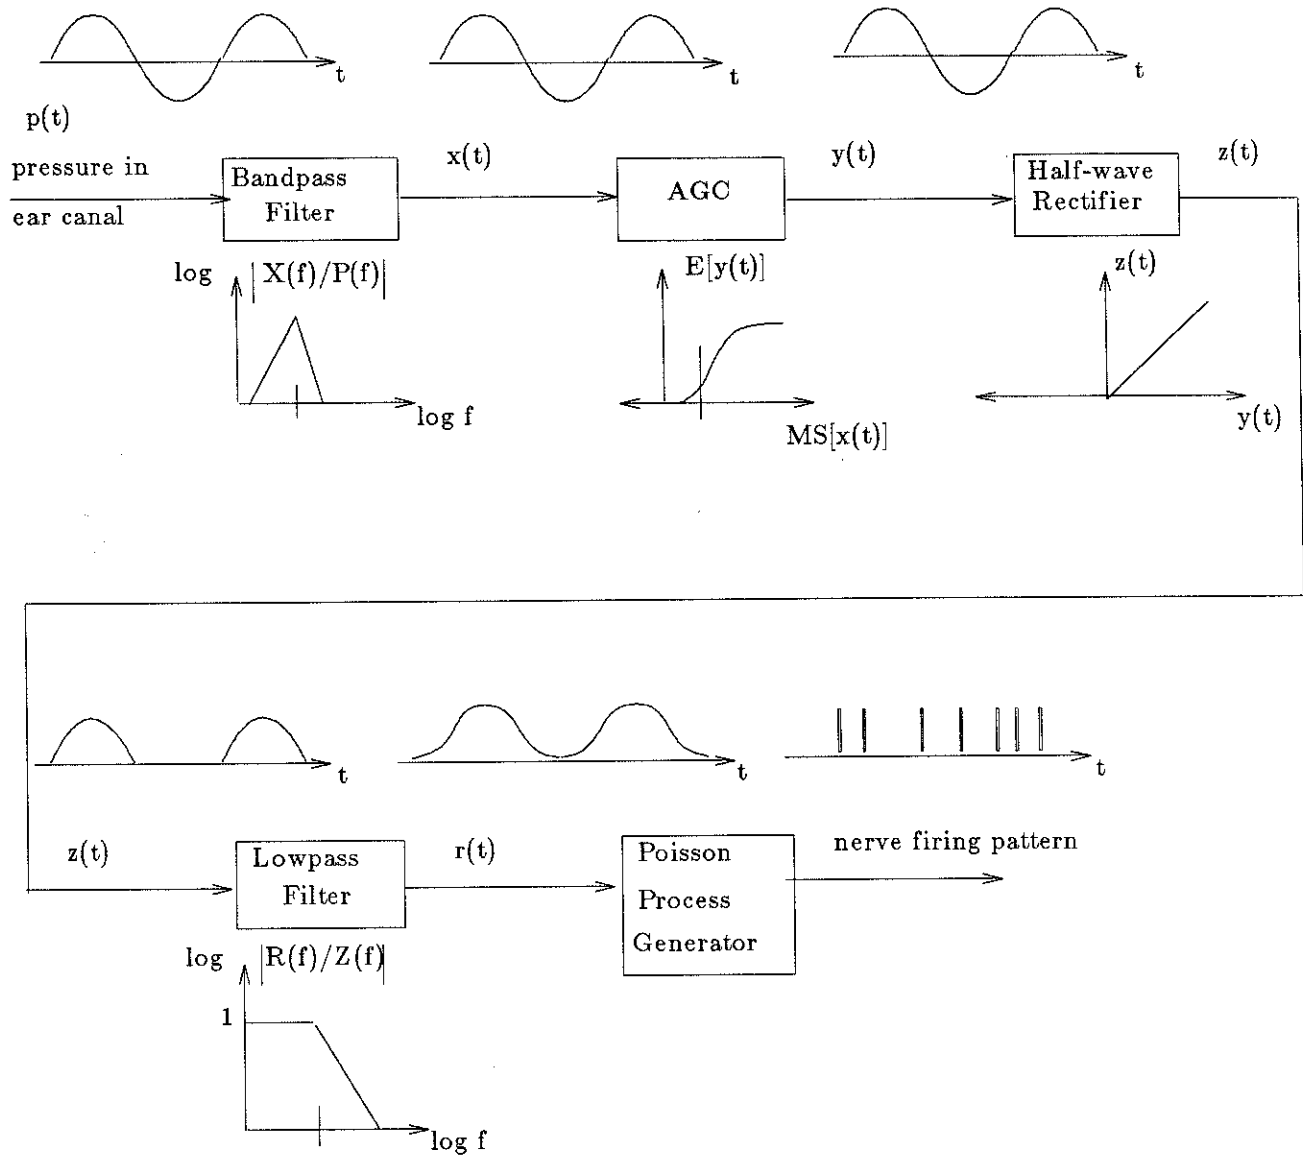 t
t
t
p(t)
pressure in
ear canal
Bandpass
Filter
x(t)
AGC
y(t)
Half-wave
Rectifier
z(t)
log |X(f)/P(f)|
log f
E[y(t)]
MS[x(t)]
z(t)
y(t)
t
t
t
z(t)
Lowpass
Filter
r(t)
Poisson
Process
Generator
nerve firing pattern
log |R(f)/Z(f)|
1
log f